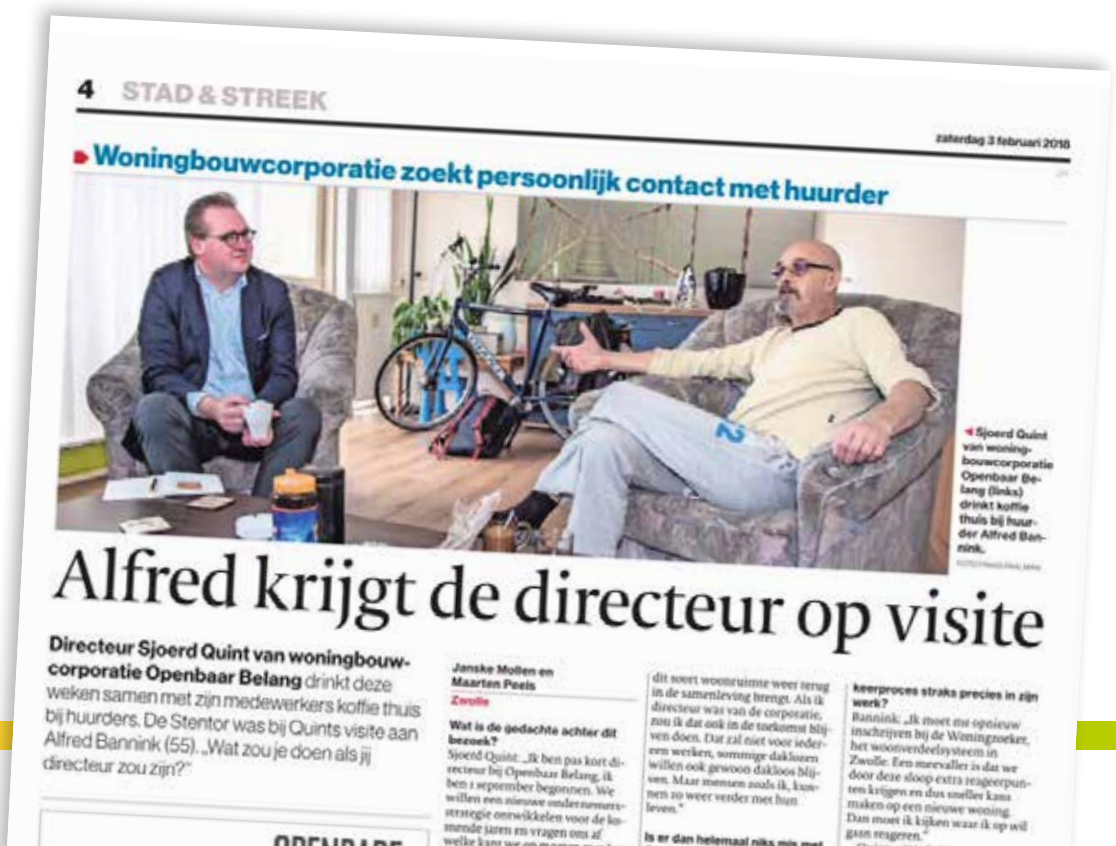 4 STAD & STREEK
zaterdag 3 februari 2018
Woningbouwcorporatie zoekt persoonlijk contact met huurder
Sjoerd Quint
van woning-
bouwcorporatie
Openbaar Be-
lang (links)
drinkt koffie
thuis bij huur-
der Alfred Ban-
nink.
Alfred krijgt de directeur op visite
Directeur Sjoerd Quint van woningbouw-
corporatie Openbaar Belang drinkt deze
weken samen met zijn medewerkers koffie thuis
bij huurders. De Stentor was bij Quints visite aan
Alfred Bannink (55). „Wat zou je doen als jij
directeur zou zijn?”
Janske Mollen en
Maarten Peels
Zwolle
Wat is de gedachte achter dit
bezoek?
Sjoerd Quint: „Ik ben pas kort di-
recteur bij Openbaar Belang, ik
ben 1 september begonnen. We
willen een nieuwe ondernemers-
strategie ontwikkelen voor de ko-
mende jaren en vragen ons af
welke kant we op
dit soort woonruimte weer terug
in de samenleving brengt. Als ik
directeur was van de corporatie,
zou ik dat ook in de toekomst blij-
ven doen. Dat zal niet voor ieder-
een werken, sommige daklozen
willen ook gewoon dakloos blij-
ven. Maar mensen zoals ik, kun-
nen zo weer verder met hun
leven.”
Is er dan helemaal niks mis met
keerproces straks precies in zijn
werk?
Bannink: „Ik moet me opnieuw
inschrijven bij de Woningzoeker,
het woonverdeelsysteem in
Zwolle. Een meevaller is dat we
door deze sloop extra reageerpun-
ten krijgen en dus sneller kans
maken op een nieuwe woning.
Dan moet ik kijken waar ik op wil
gaan reageren.”